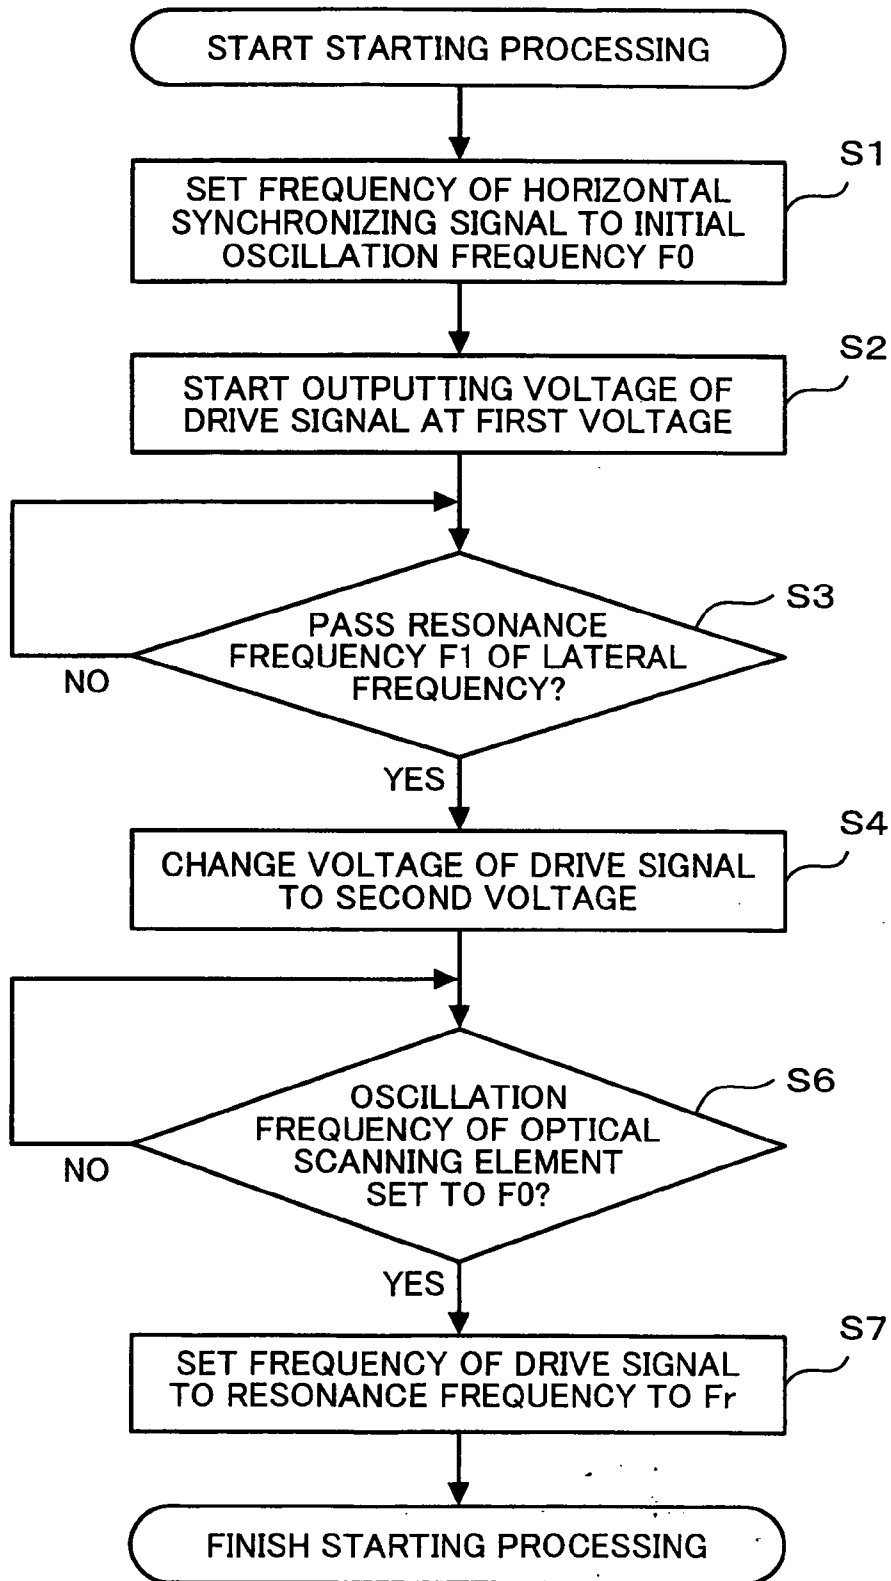 START STARTING PROCESSING
S1
SET FREQUENCY OF HORIZONTAL
SYNCHRONIZING SIGNAL TO INITIAL
OSCILLATION FREQUENCY F0
S2
START OUTPUTTING VOLTAGE OF
DRIVE SIGNAL AT FIRST VOLTAGE
S3
PASS RESONANCE
FREQUENCY F1 OF LATERAL
FREQUENCY?
NO
YES
S4
CHANGE VOLTAGE OF DRIVE SIGNAL
TO SECOND VOLTAGE
S6
OSCILLATION
FREQUENCY OF OPTICAL
SCANNING ELEMENT
SET TO F0?
NO
YES
S7
SET FREQUENCY OF DRIVE SIGNAL
TO RESONANCE FREQUENCY TO Fr
FINISH STARTING PROCESSING